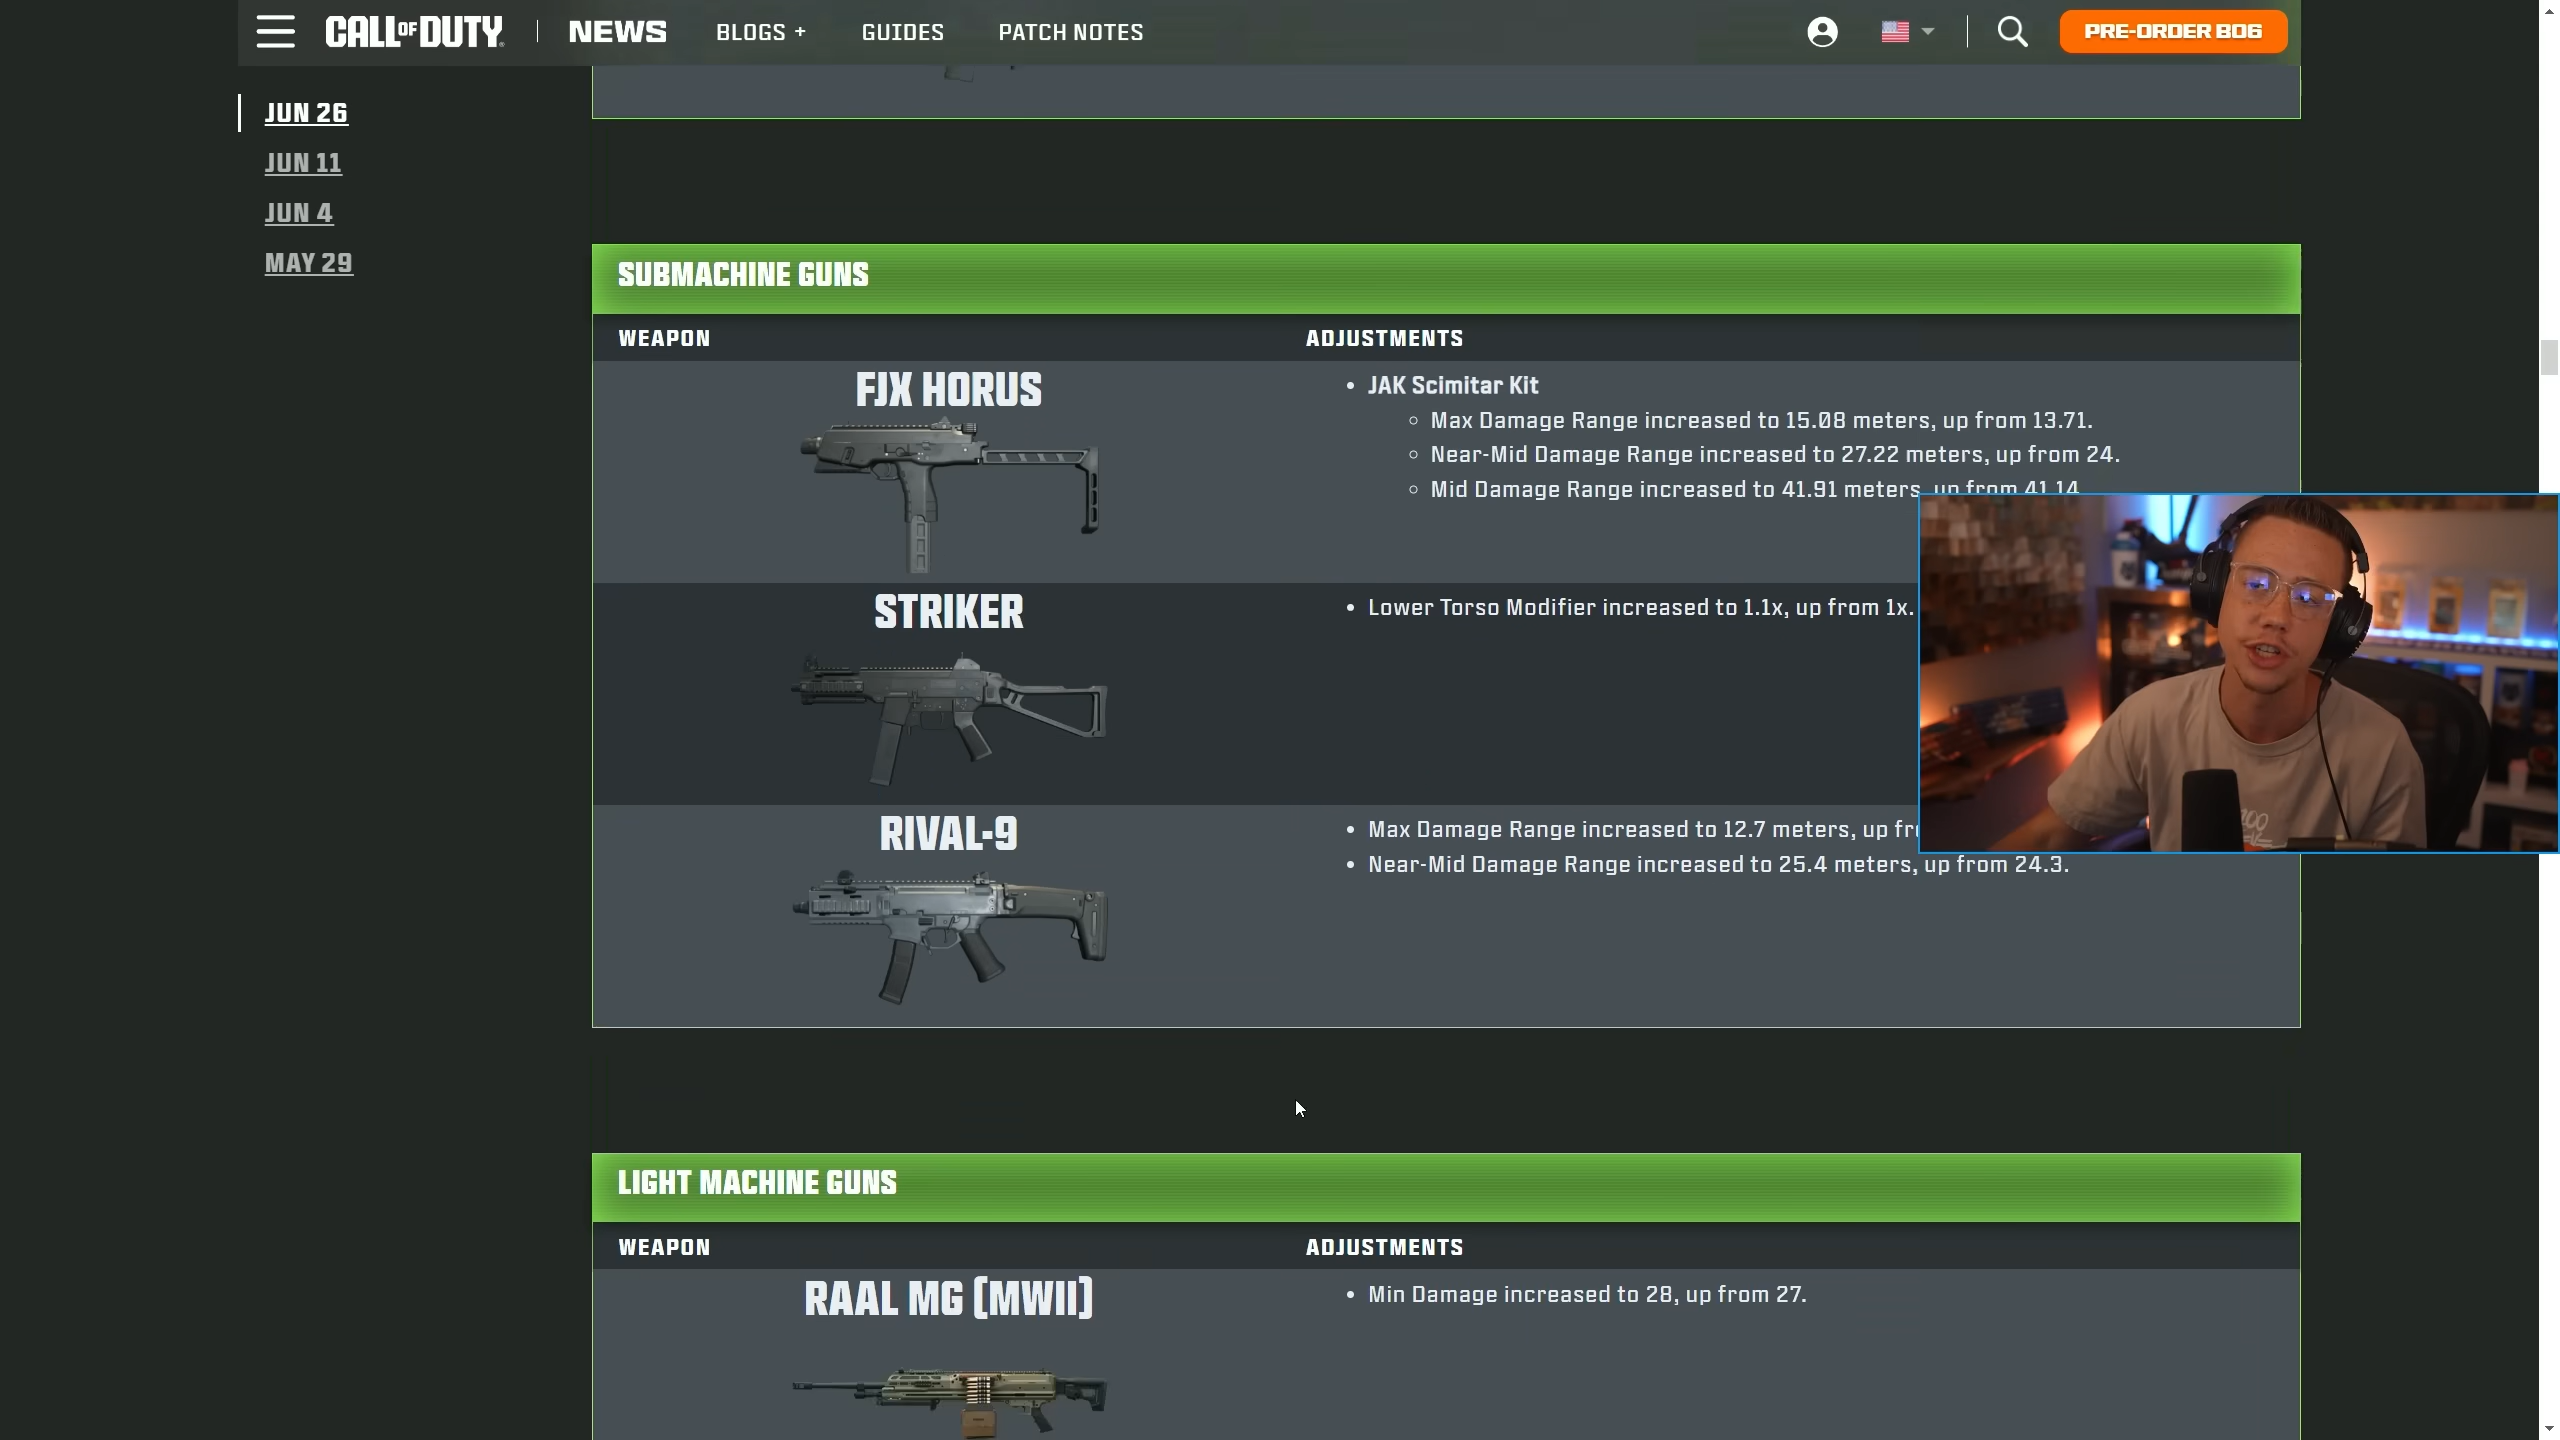 CALL OF DUTY
NEWS
BLOGS +
GUIDES
PATCH NOTES
PRE-ORDER BO6
JUN 26
JUN 11
JUN 4
MAY 29
SUBMACHINE GUNS
WEAPON
ADJUSTMENTS
FJX HORUS
• JAK Scimitar Kit
◦ Max Damage Range increased to 15.08 meters, up from 13.71.
◦ Near-Mid Damage Range increased to 27.22 meters, up from 24.
◦ Mid Damage Range increased to 41.91 meters, up from 41.14
STRIKER
• Lower Torso Modifier increased to 1.1x, up from 1x.
RIVAL-9
• Max Damage Range increased to 12.7 meters, up
• Near-Mid Damage Range increased to 25.4 meters, up from 24.3.
LIGHT MACHINE GUNS
WEAPON
ADJUSTMENTS
RAAL MG (MWII)
• Min Damage increased to 28, up from 27.